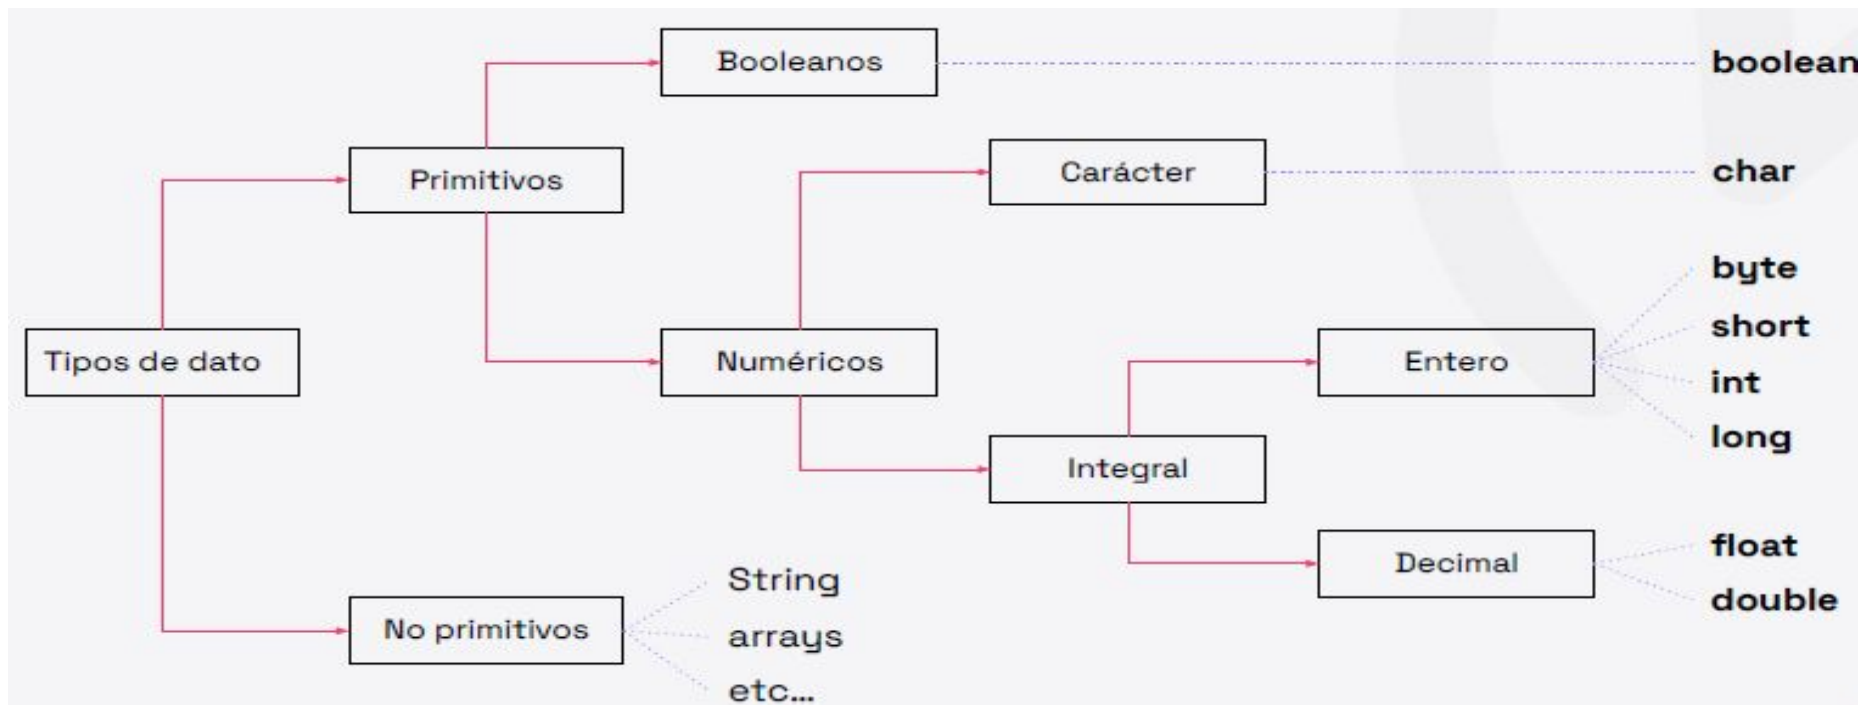 Booleanos
boolean
Carácter
char
Primitivos
byte
short
Tipos de dato
Numéricos
Entero
int
long
Integral
float
Decimal
double
String
No primitivos
arrays
etc...